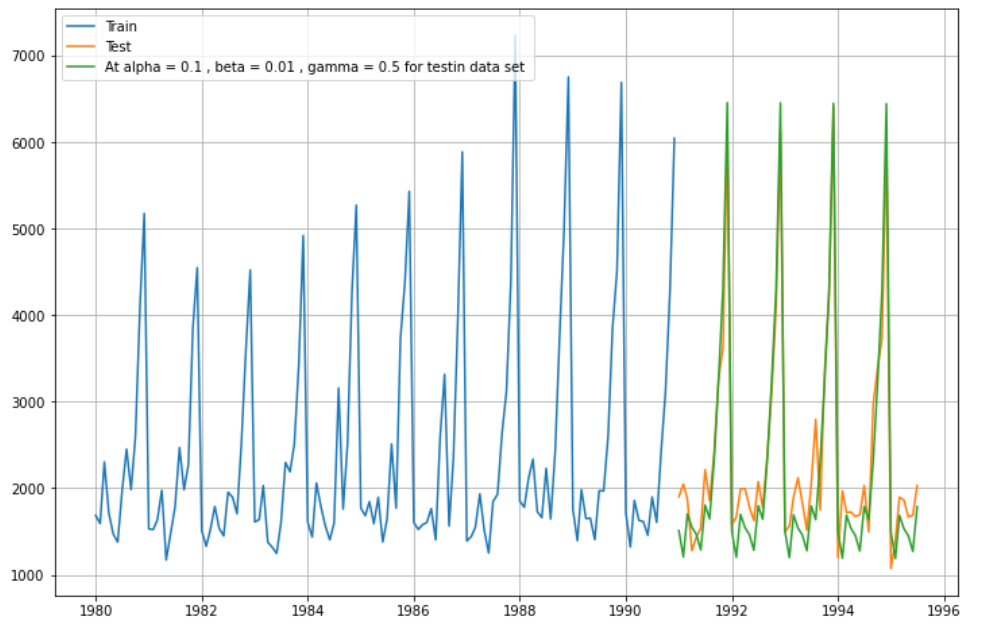 Train
Test
At alpha = 0.1 , beta = 0.01 , gamma = 0.5 for testin data set
7000
6000
5000
4000
3000
2000
1000
1980 1982 1984 1986 1988 1990 1992 1994 1996